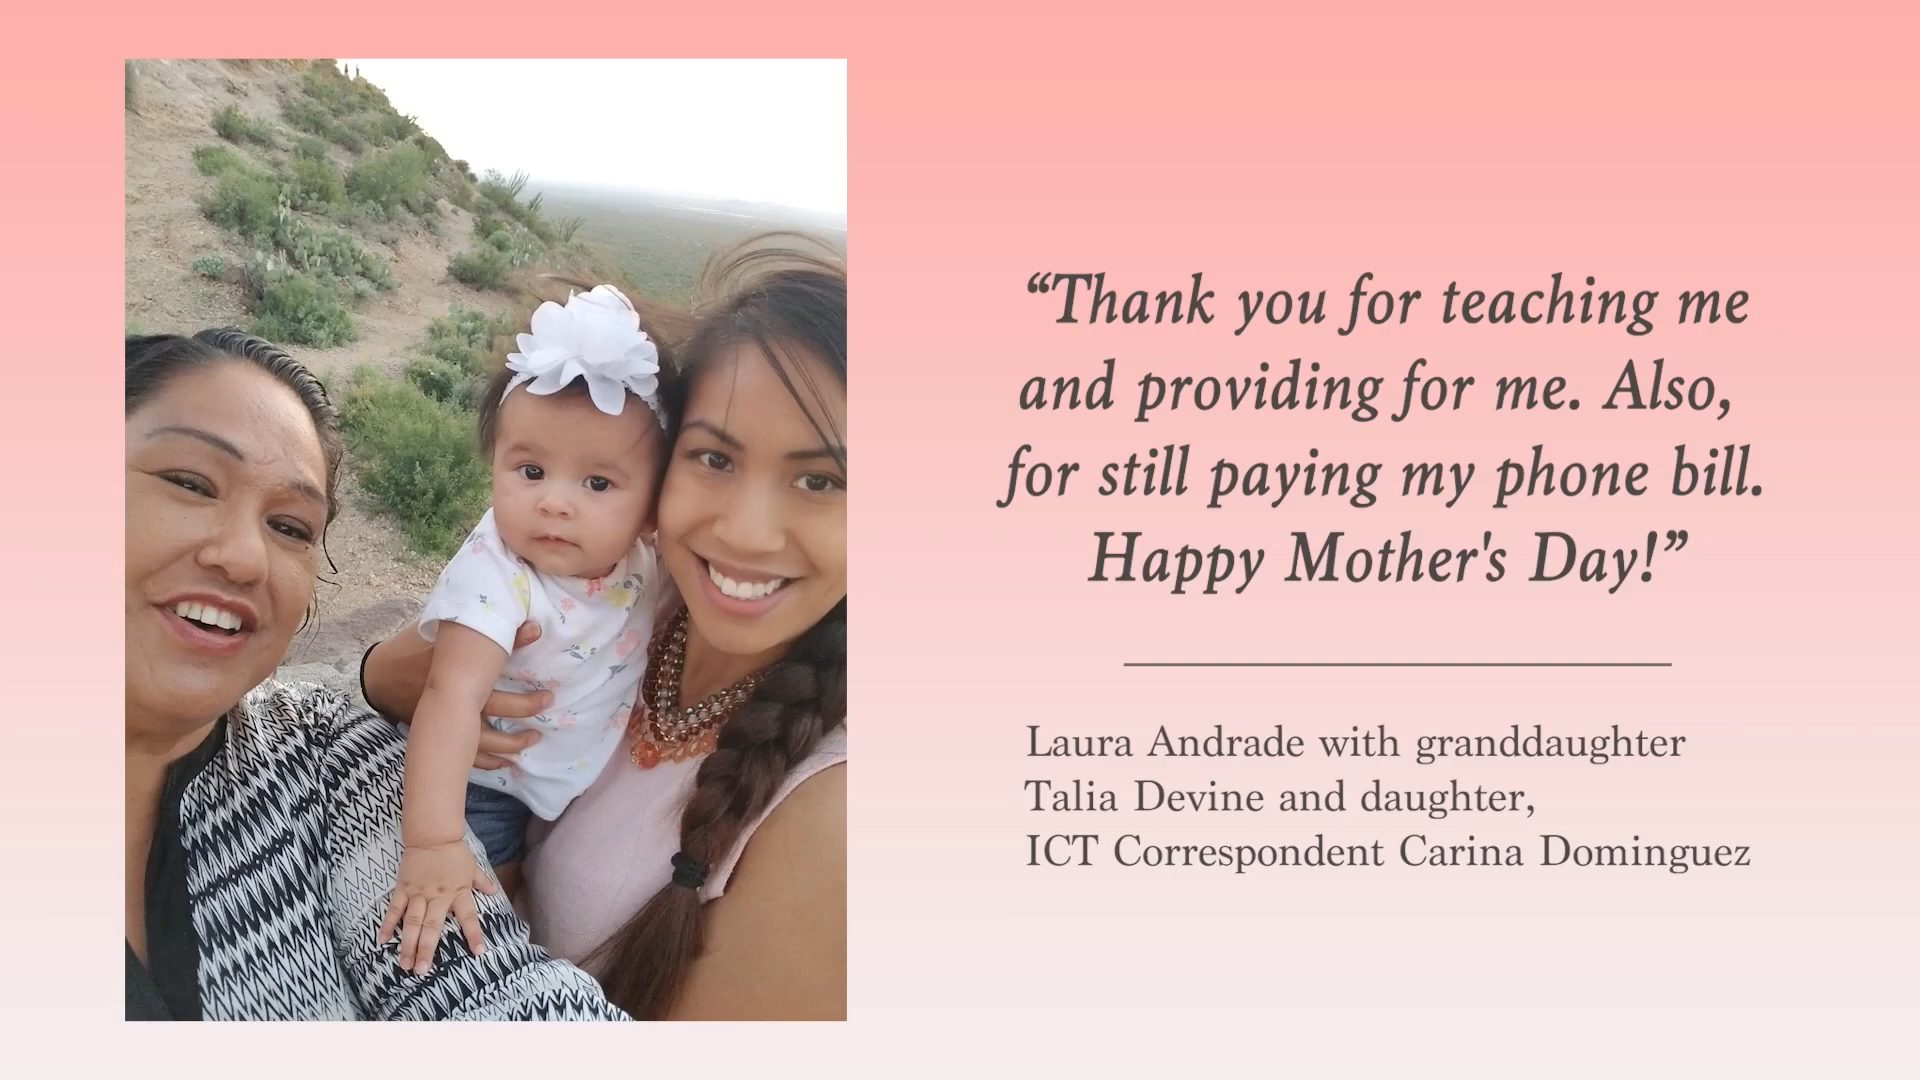 “Thank you for teaching me
and providing for me. Also,
for still paying my phone bill.
Happy Mother's Day!”
Laura Andrade with granddaughter
Talia Devine and daughter,
ICT Correspondent Carina Dominguez